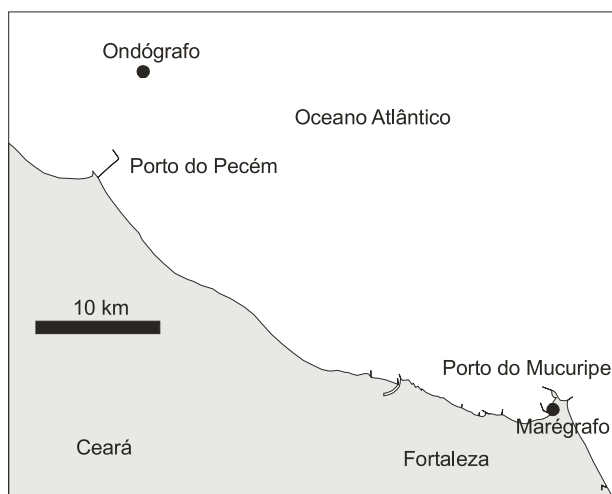 Ondógrafo
Oceano Atlântico
Porto do Pecém
10 km
Porto do Mucuripe
Marégrafo
Ceará
Fortaleza